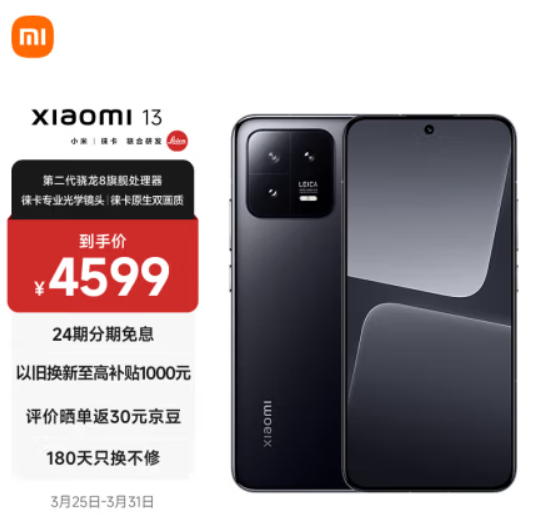 mi
xiaomi 13
小米 | 徕卡 联合研发 Leica
第二代骁龙8旗舰处理器
徕卡专业光学镜头 | 徕卡原生双画质
到手价
¥4599
24期分期免息
以旧换新至高补贴1000元
评价晒单返30元京豆
180天只换不修
3月25日-3月31日
LEICA
xiaomi